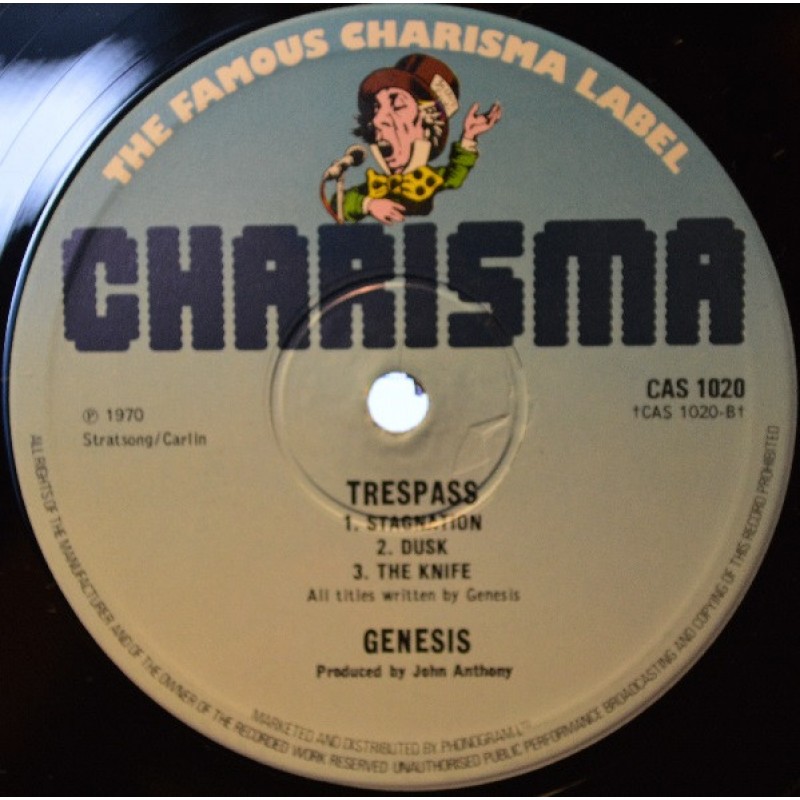 THE FAMOUS CHARISMA LABEL
CHARISMA
CAS 1020
†CAS 1020-B†
℗ 1970
Stratsong/Carlin
TRESPASS
1. STAGNATION
2. DUSK
3. THE KNIFE
All titles written by Genesis
GENESIS
Produced by John Anthony
MARKETED AND DISTRIBUTED BY PHONOGRAM LTD
ALL RIGHTS OF THE MANUFACTURER AND OF THE OWNER OF THE RECORDED WORK RESERVED UNAUTHORISED PUBLIC PERFORMANCE BROADCASTING AND COPYING OF THIS RECORD PROHIBITED